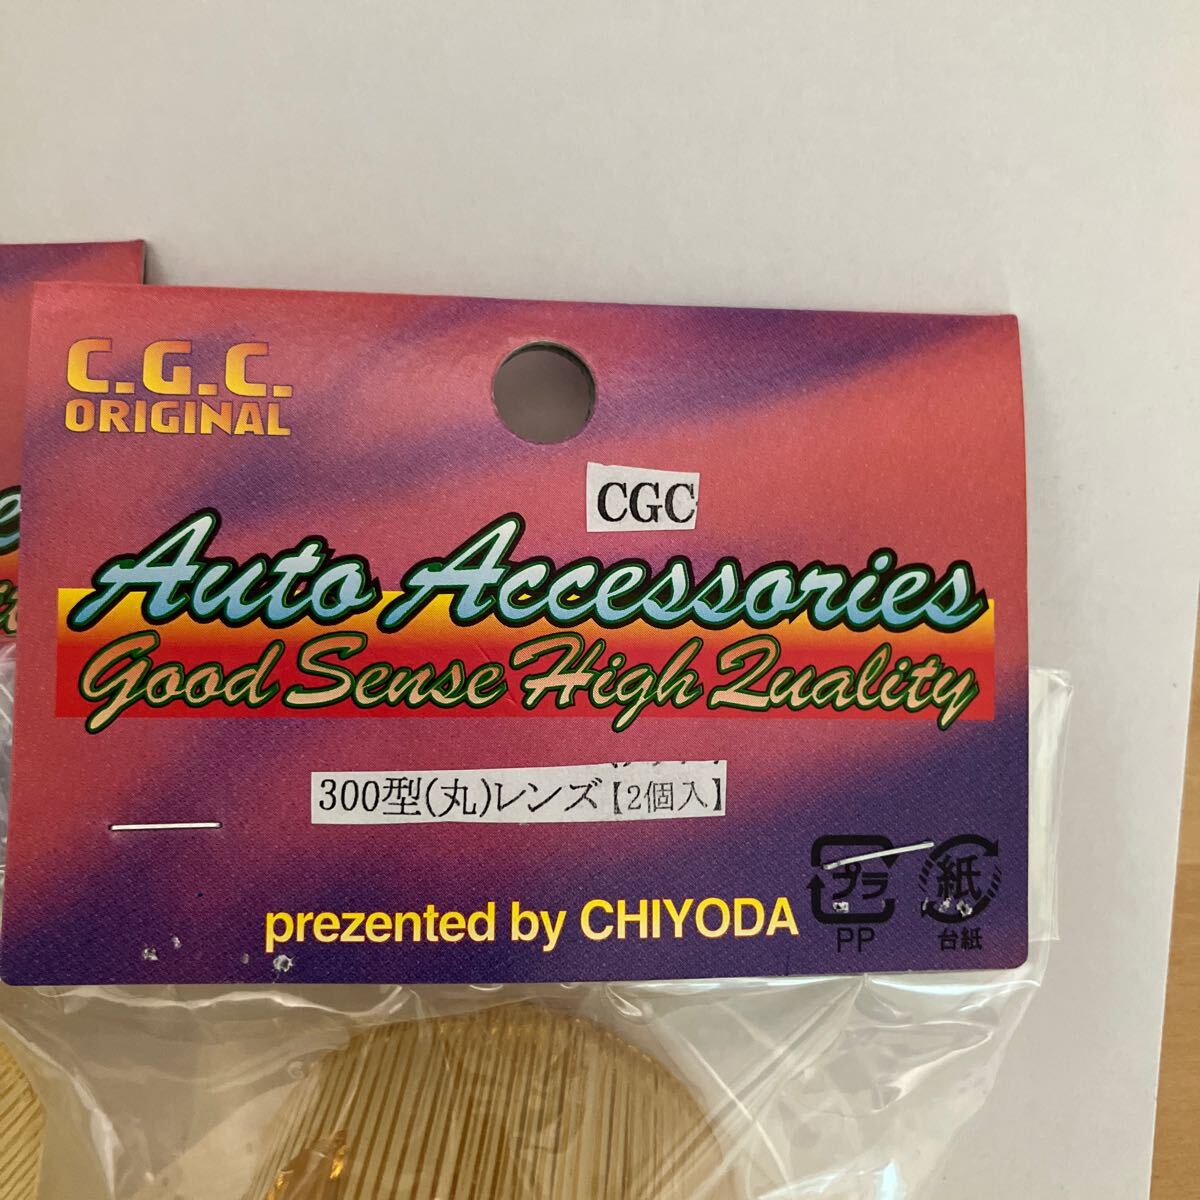 C.G.C.
ORIGINAL
CGC
Auto Accessories
Good Sense High Quality
300型(丸)レンズ【2個入】
prezented by CHIYODA
プラ
PP
紙
台紙